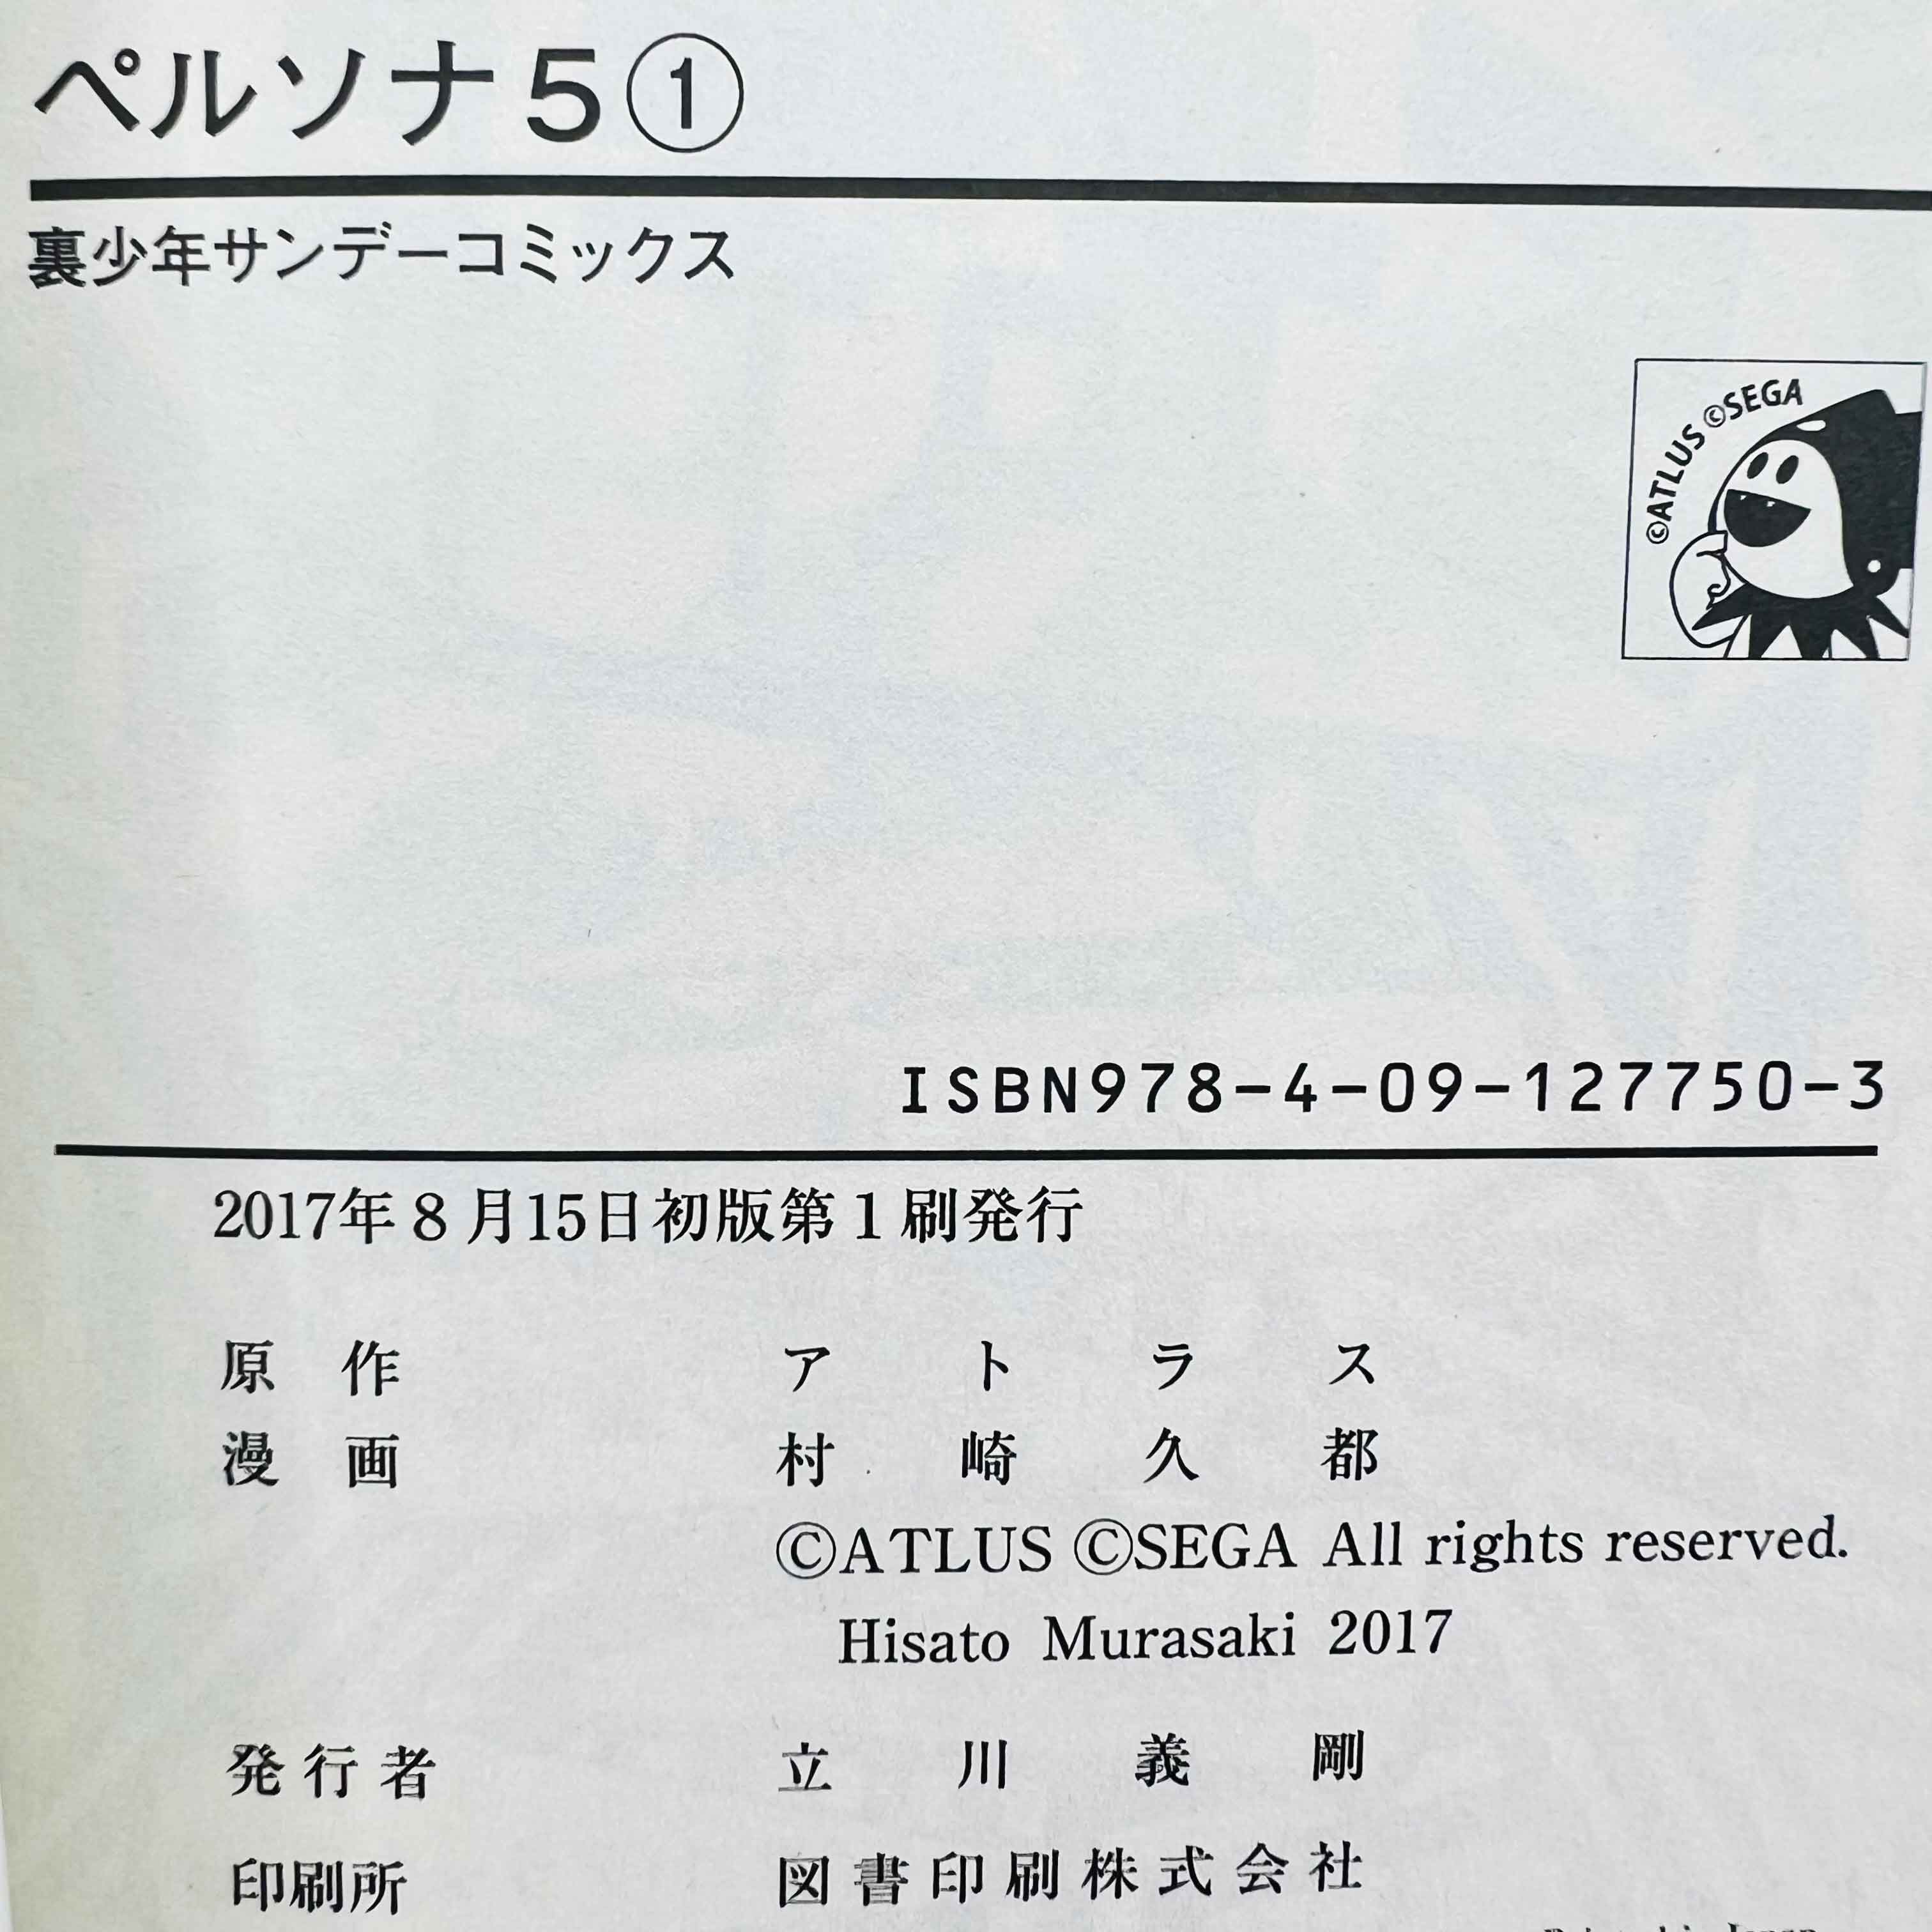 ペルソナ5①
裏少年サンデーコミックス
©ATLUS ©SEGA
ISBN978-4-09-127750-3
2017年8月15日初版第1刷発行
原作 アトラス
漫画 村崎久都
©ATLUS ©SEGA All rights reserved.
Hisato Murasaki 2017
発行者 立川義剛
印刷所 図書印刷株式会社